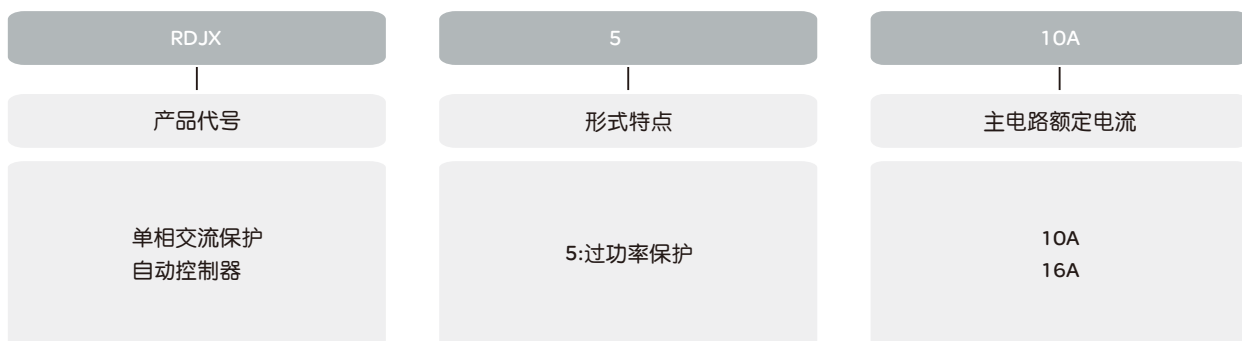 RDJX
5
10A
产品代号
形式特点
主电路额定电流
单相交流保护
自动控制器
5:过功率保护
10A
16A